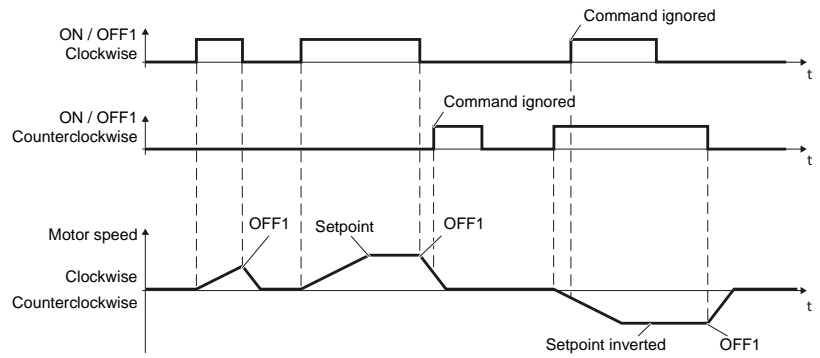 Command ignored
ON / OFF1
Clockwise
t
Command ignored
ON / OFF1
Counterclockwise
t
Motor speed
OFF1
Setpoint
OFF1
Clockwise
Counterclockwise
t
Setpoint inverted
OFF1